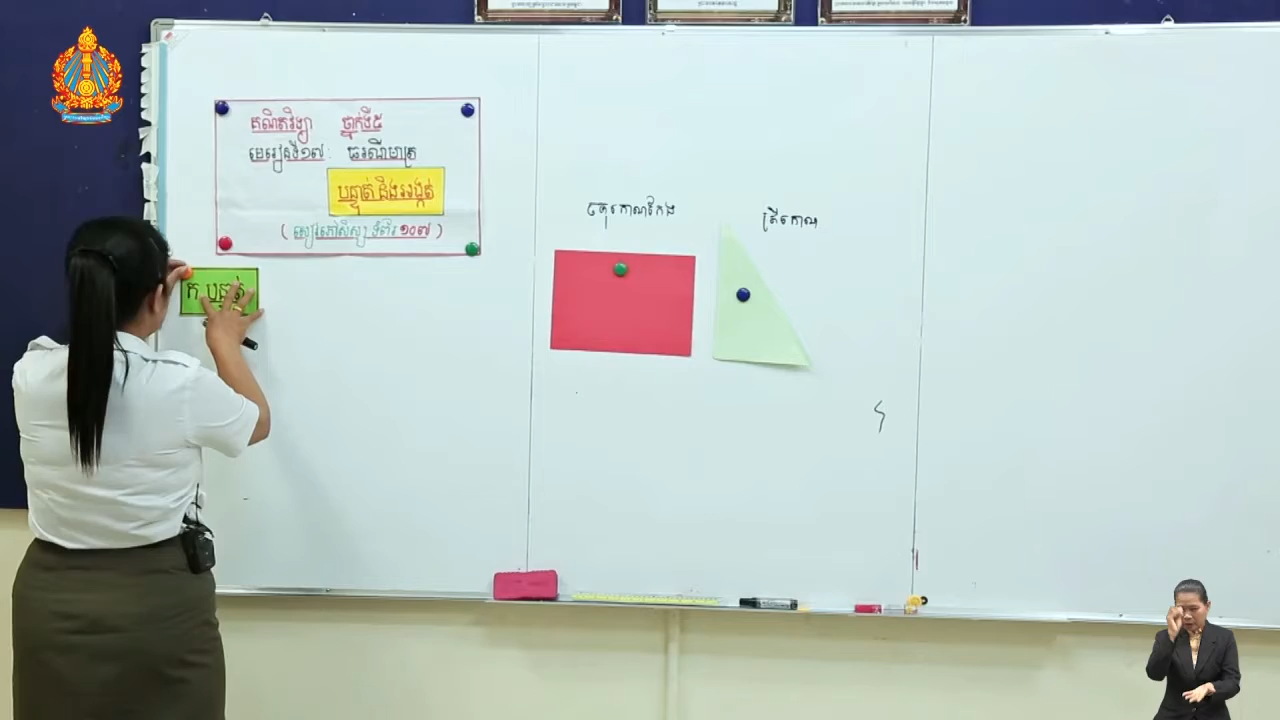 គណិតវិទ្យា ថ្នាក់ទី៥
មេរៀនទី១៧: ធរណីមាត្រ
បន្ទាត់ និងអង្កត់
( សៀវភៅសិស្ស ទំព័រ ១០៧ )
ក. បន្ទាត់
ចតុកោណកែង
ត្រីកោណ